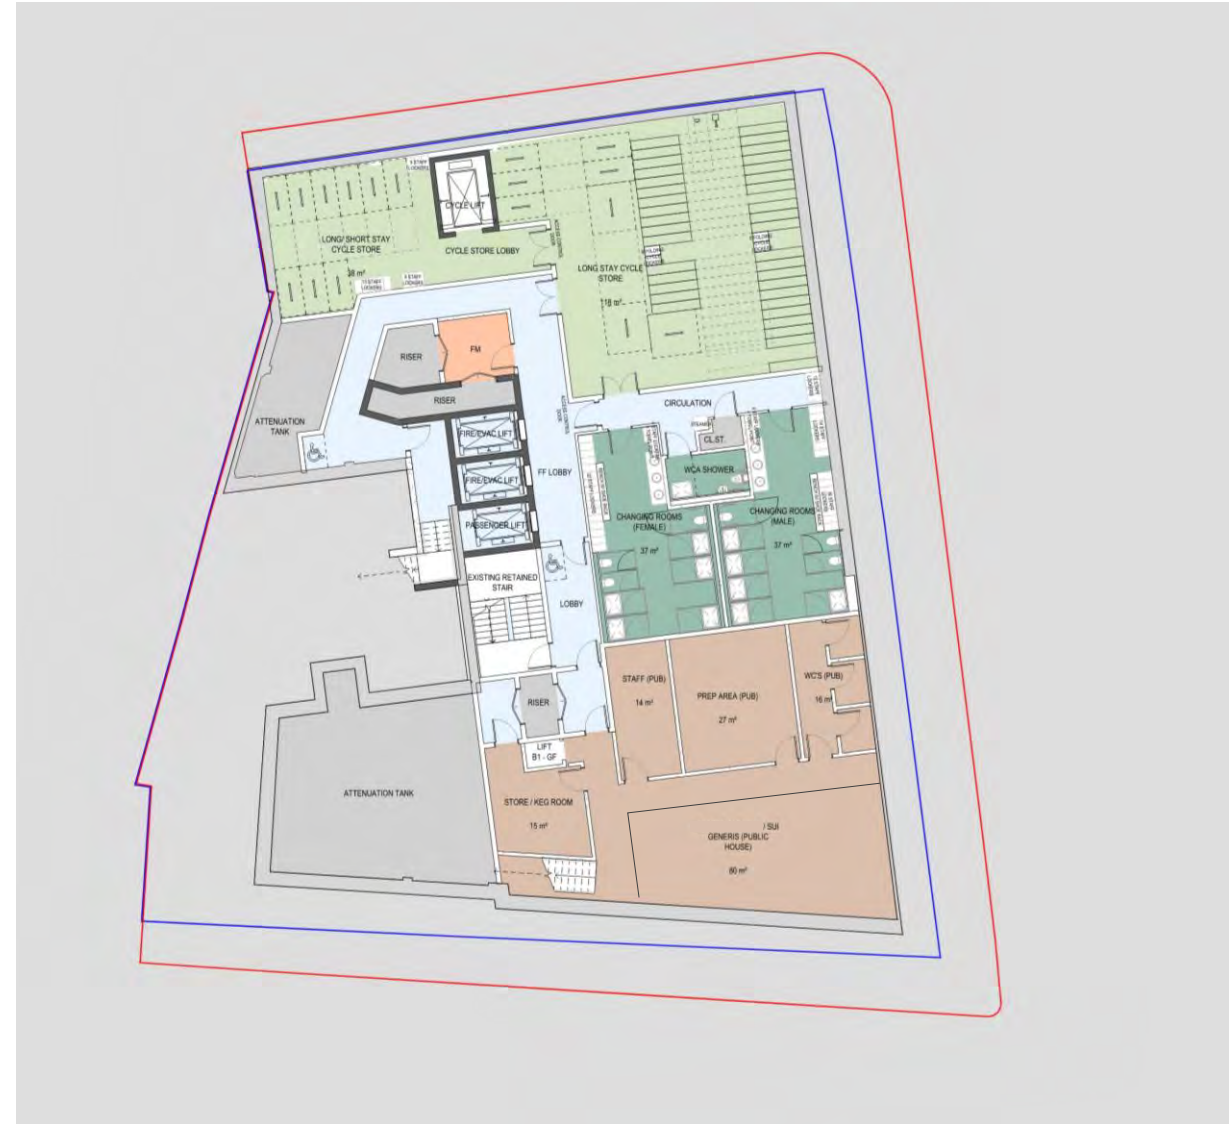 CYCLE LIFT
LONG/ SHORT STAY
CYCLE STORE
38 m²
CYCLE STORE LOBBY
LONG STAY CYCLE
STORE
118 m²
RISER
FM
RISER
ATTENUATION
TANK
FIRE/EVAC LIFT
FIRE/EVAC LIFT
PASSENGER LIFT
FF LOBBY
CIRCULATION
CL.ST.
WCA SHOWER
CHANGING ROOMS
(FEMALE)
37 m²
CHANGING ROOMS
(MALE)
37 m²
EXISTING RETAINED
STAIR
LOBBY
RISER
LIFT
B1 - GF
STAFF (PUB)
14 m²
PREP AREA (PUB)
27 m²
WC'S (PUB)
16 m²
ATTENUATION TANK
STORE / KEG ROOM
15 m²
/ SUI
GENERIS (PUBLIC
HOUSE)
80 m²